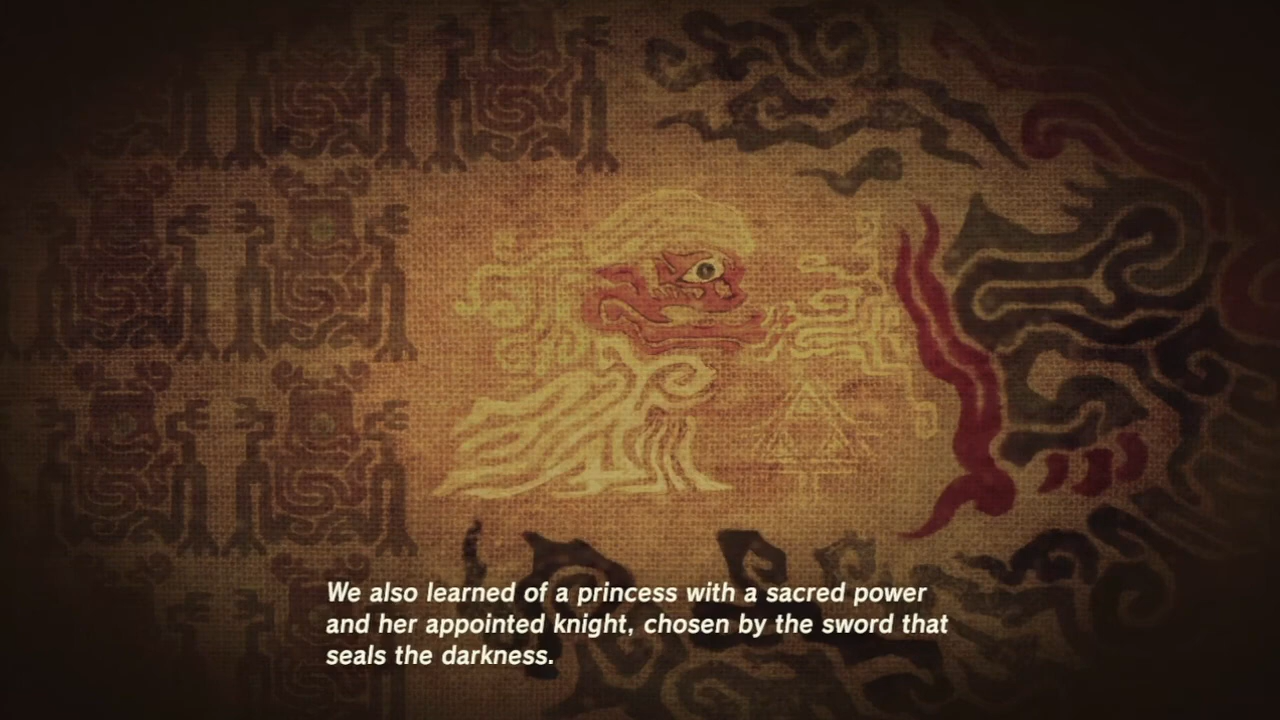 We also learned of a princess with a sacred power
and her appointed knight, chosen by the sword that
seals the darkness.